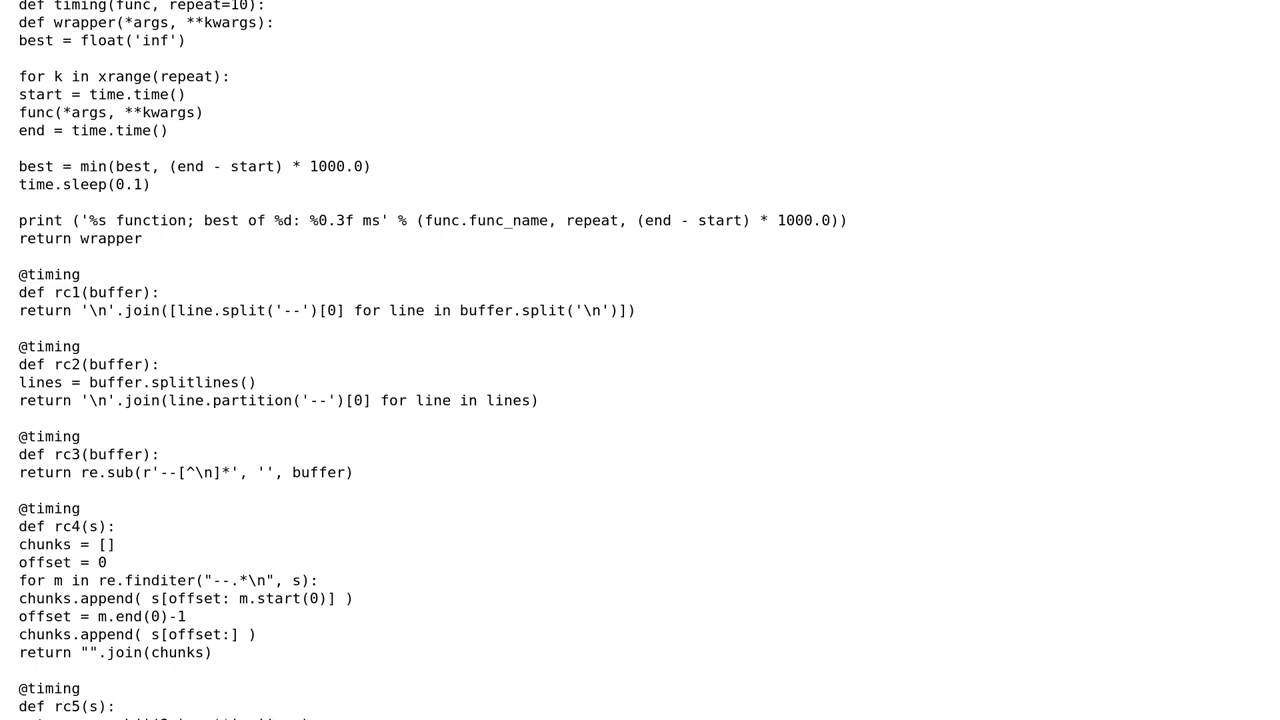 def timing(func, repeat=10):
def wrapper(*args, **kwargs):
best = float('inf')
for k in xrange(repeat):
start = time.time()
func(*args, **kwargs)
end = time.time()
best = min(best, (end - start) * 1000.0)
time.sleep(0.1)
print ('%s function; best of %d: %0.3f ms' % (func.func_name, repeat, (end - start) * 1000.0))
return wrapper
@timing
def rc1(buffer):
return '\n'.join([line.split('--')[0] for line in buffer.split('\n')])
@timing
def rc2(buffer):
lines = buffer.splitlines()
return '\n'.join(line.partition('--')[0] for line in lines)
@timing
def rc3(buffer):
return re.sub(r'--[^\n]*', '', buffer)
@timing
def rc4(s):
chunks = []
offset = 0
for m in re.finditer("--.*\n", s):
chunks.append( s[offset: m.start(0)] )
offset = m.end(0)-1
chunks.append( s[offset:] )
return "".join(chunks)
@timing
def rc5(s):